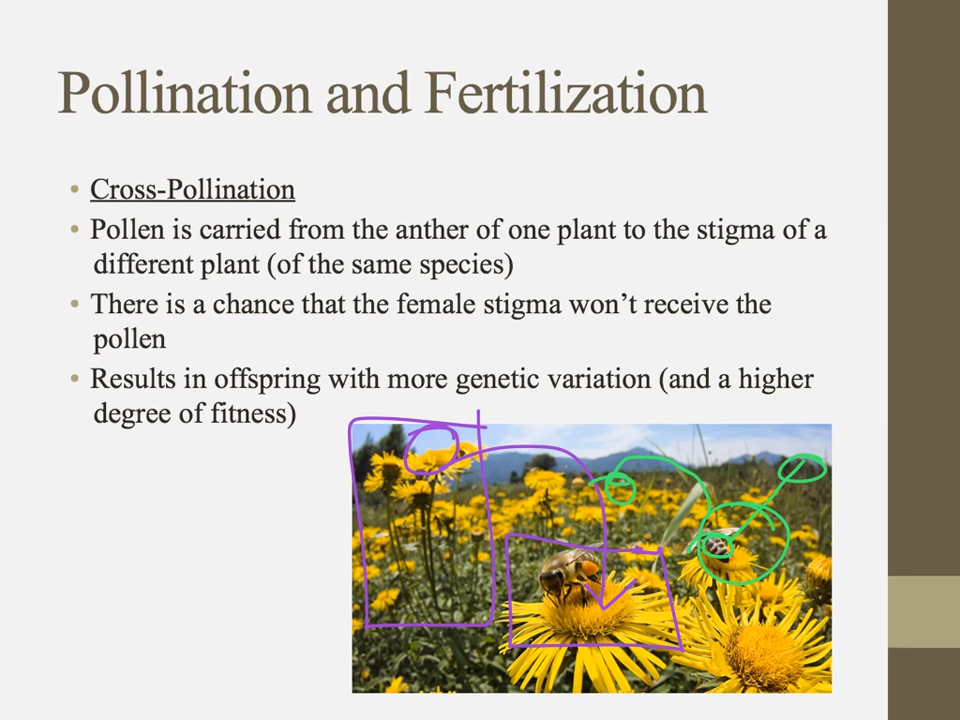 Pollination and Fertilization
• Cross-Pollination
• Pollen is carried from the anther of one plant to the stigma of a
different plant (of the same species)
• There is a chance that the female stigma won’t receive the
pollen
• Results in offspring with more genetic variation (and a higher
degree of fitness)